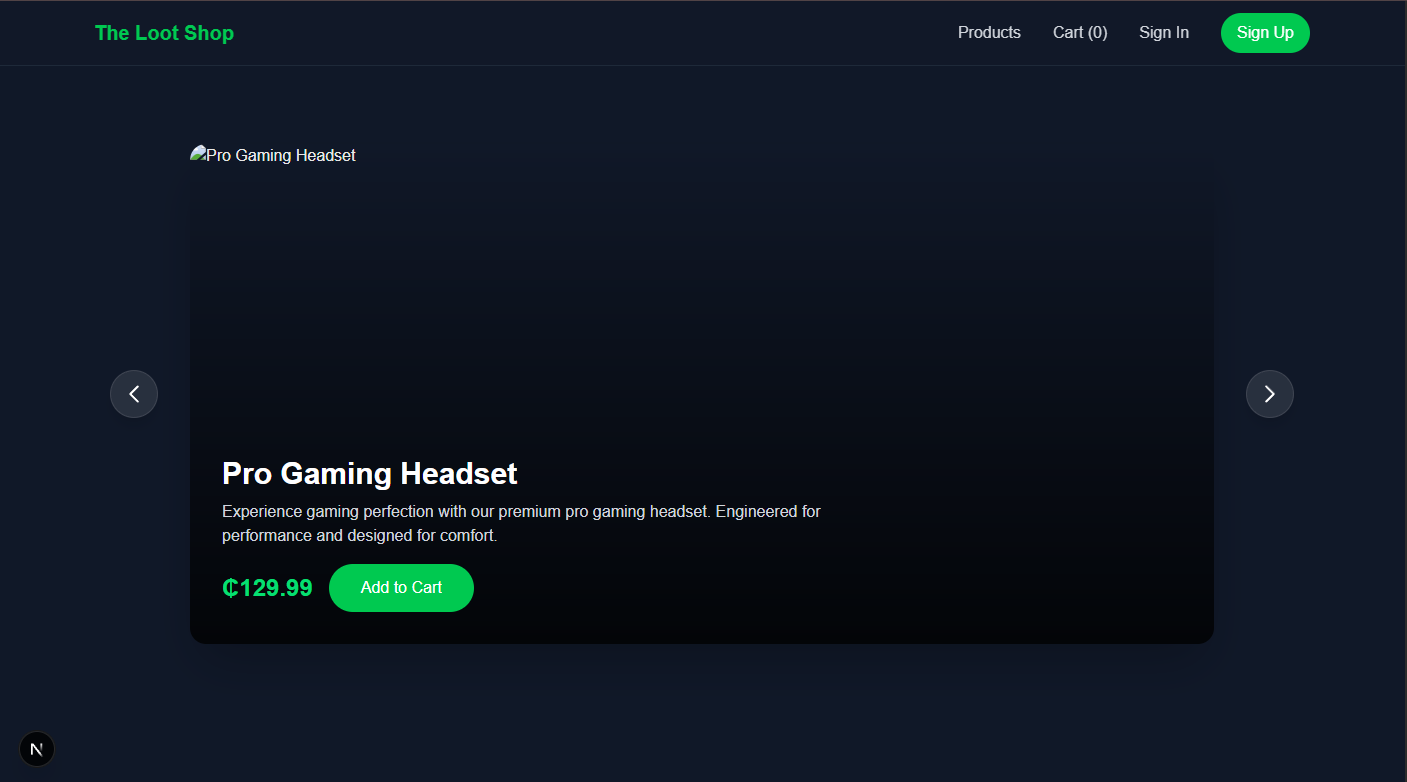 The Loot Shop
Products
Cart (0)
Sign In
Sign Up
Pro Gaming Headset
Pro Gaming Headset
Experience gaming perfection with our premium pro gaming headset. Engineered for
performance and designed for comfort.
₵129.99
Add to Cart
N